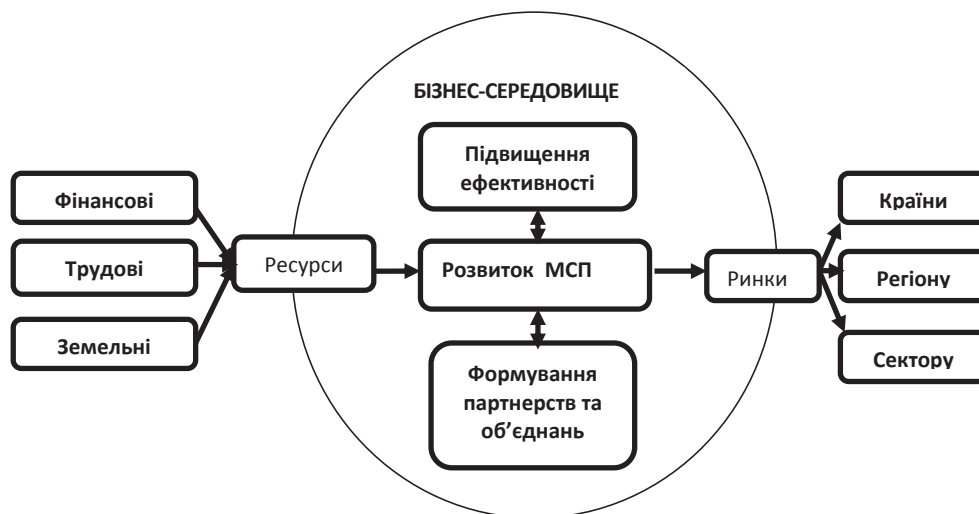 БІЗНЕС-СЕРЕДОВИЩЕ
Фінансові
Трудові
Земельні
Ресурси
Підвищення
ефективності
Розвиток МСП
Формування
партнерств та
об’єднань
Ринки
Країни
Регіону
Сектору